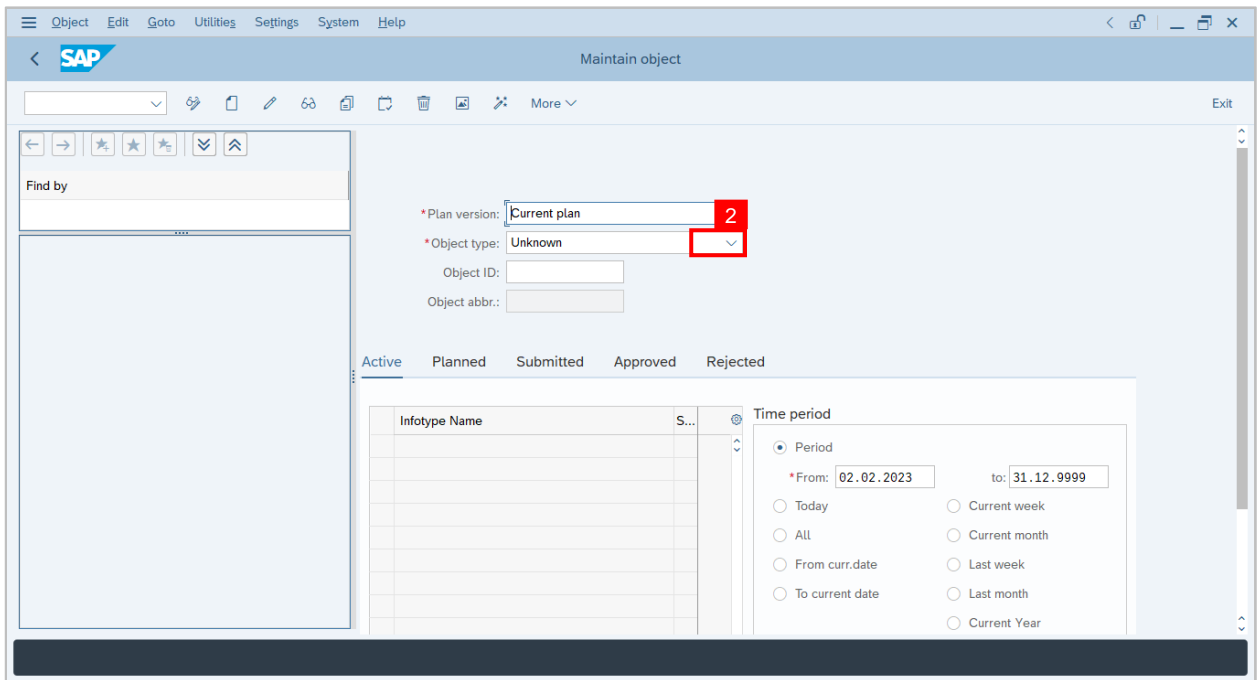 Object Edit Goto Utilities Settings System Help
SAP Maintain object
More Exit
Find by
*Plan version: Current plan 2
*Object type: Unknown
Object ID:
Object abbr.:
Active Planned Submitted Approved Rejected
Infotype Name S... Time period
Period
*From: 02.02.2023 to: 31.12.9999
Today Current week
All Current month
From curr.date Last week
To current date Last month
Current Year